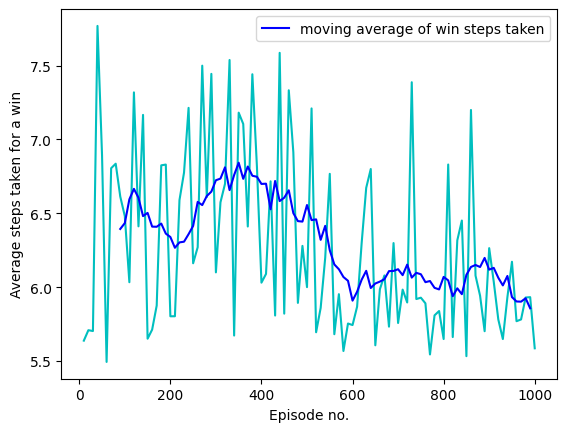 moving average of win steps taken
Average steps taken for a win
7.5
7.0
6.5
6.0
5.5
0 200 400 600 800 1000
Episode no.